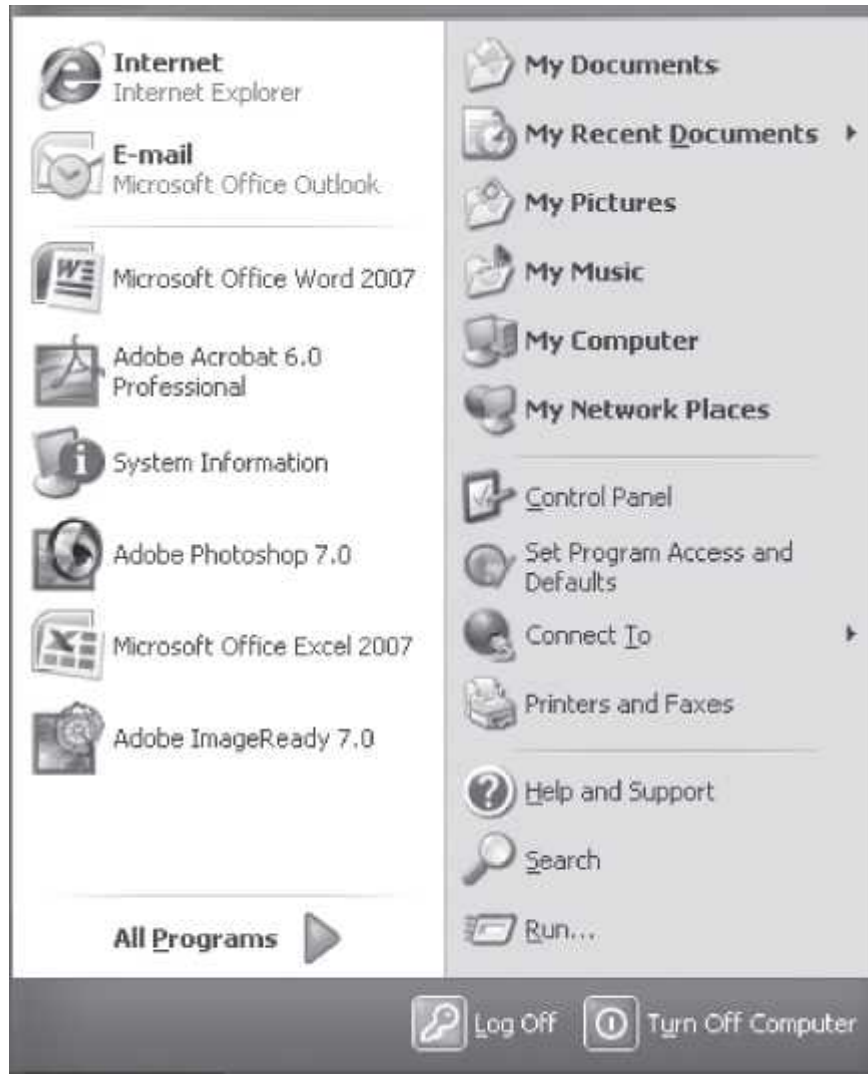 Internet
Internet Explorer
E-mail
Microsoft Office Outlook
Microsoft Office Word 2007
Adobe Acrobat 6.0
Professional
System Information
Adobe Photoshop 7.0
Microsoft Office Excel 2007
Adobe ImageReady 7.0
All Programs
My Documents
My Recent Documents
My Pictures
My Music
My Computer
My Network Places
Control Panel
Set Program Access and
Defaults
Connect To
Printers and Faxes
Help and Support
Search
Run...
Log Off
Turn Off Computer